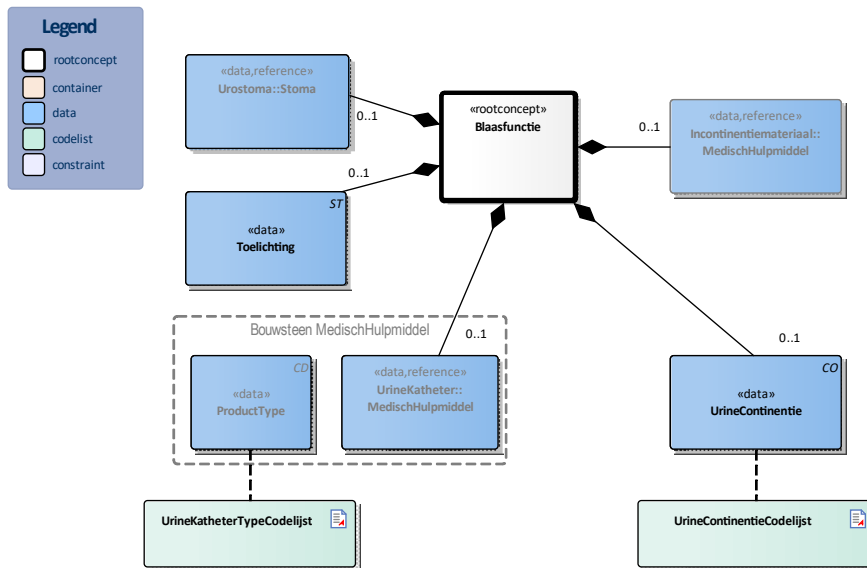 Legend
rootconcept
container
data
codelist
constraint
«data,reference»
Urostoma::Stoma
0..1
«rootconcept»
Blaasfunctie
0..1
«data,reference»
Incontinentiemateriaal::
MedischHulpmiddel
0..1
ST
«data»
Toelichting
Bouwsteen MedischHulpmiddel
0..1
CD
«data»
ProductType
«data,reference»
UrineKatheter::
MedischHulpmiddel
0..1
CO
«data»
UrineContinentie
UrineKatheterTypeCodelijst
UrineContinentieCodelijst